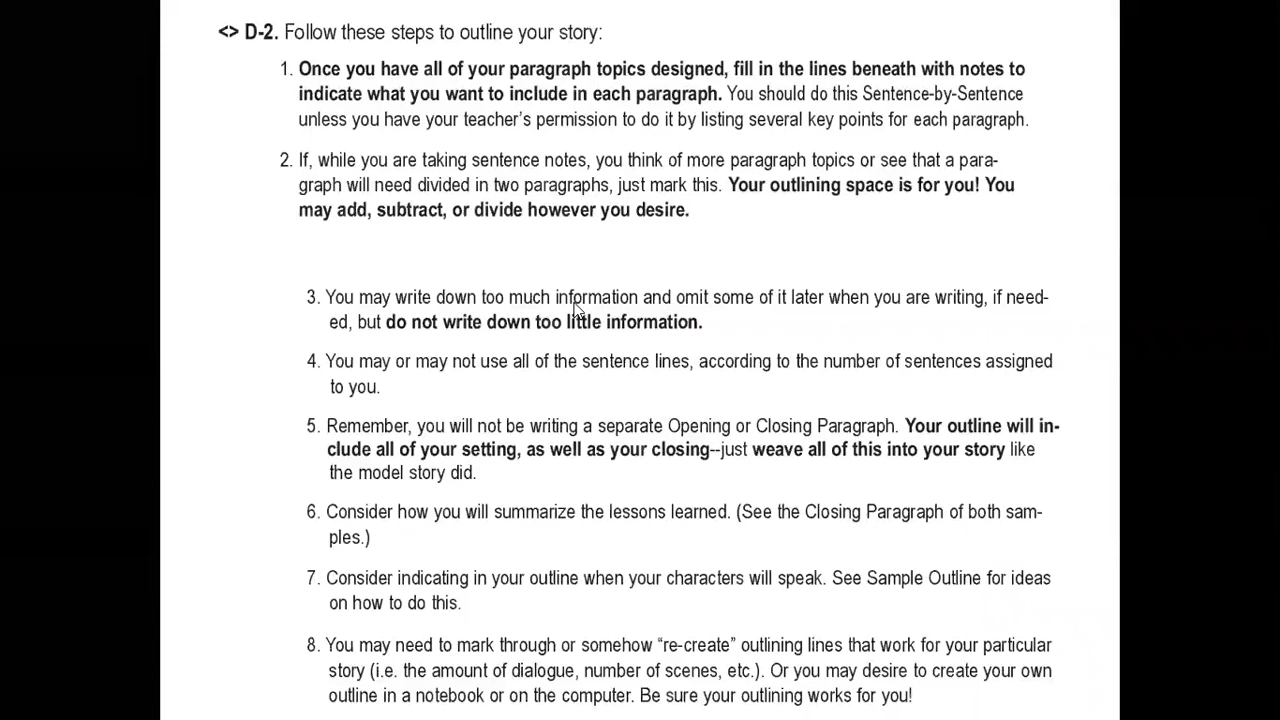 <> D-2. Follow these steps to outline your story:
1. Once you have all of your paragraph topics designed, fill in the lines beneath with notes to
indicate what you want to include in each paragraph. You should do this Sentence-by-Sentence
unless you have your teacher’s permission to do it by listing several key points for each paragraph.
2. If, while you are taking sentence notes, you think of more paragraph topics or see that a para-
graph will need divided in two paragraphs, just mark this. Your outlining space is for you! You
may add, subtract, or divide however you desire.
3. You may write down too much information and omit some of it later when you are writing, if need-
ed, but do not write down too little information.
4. You may or may not use all of the sentence lines, according to the number of sentences assigned
to you.
5. Remember, you will not be writing a separate Opening or Closing Paragraph. Your outline will in-
clude all of your setting, as well as your closing--just weave all of this into your story like
the model story did.
6. Consider how you will summarize the lessons learned. (See the Closing Paragraph of both sam-
ples.)
7. Consider indicating in your outline when your characters will speak. See Sample Outline for ideas
on how to do this.
8. You may need to mark through or somehow “re-create” outlining lines that work for your particular
story (i.e. the amount of dialogue, number of scenes, etc.). Or you may desire to create your own
outline in a notebook or on the computer. Be sure your outlining works for you!